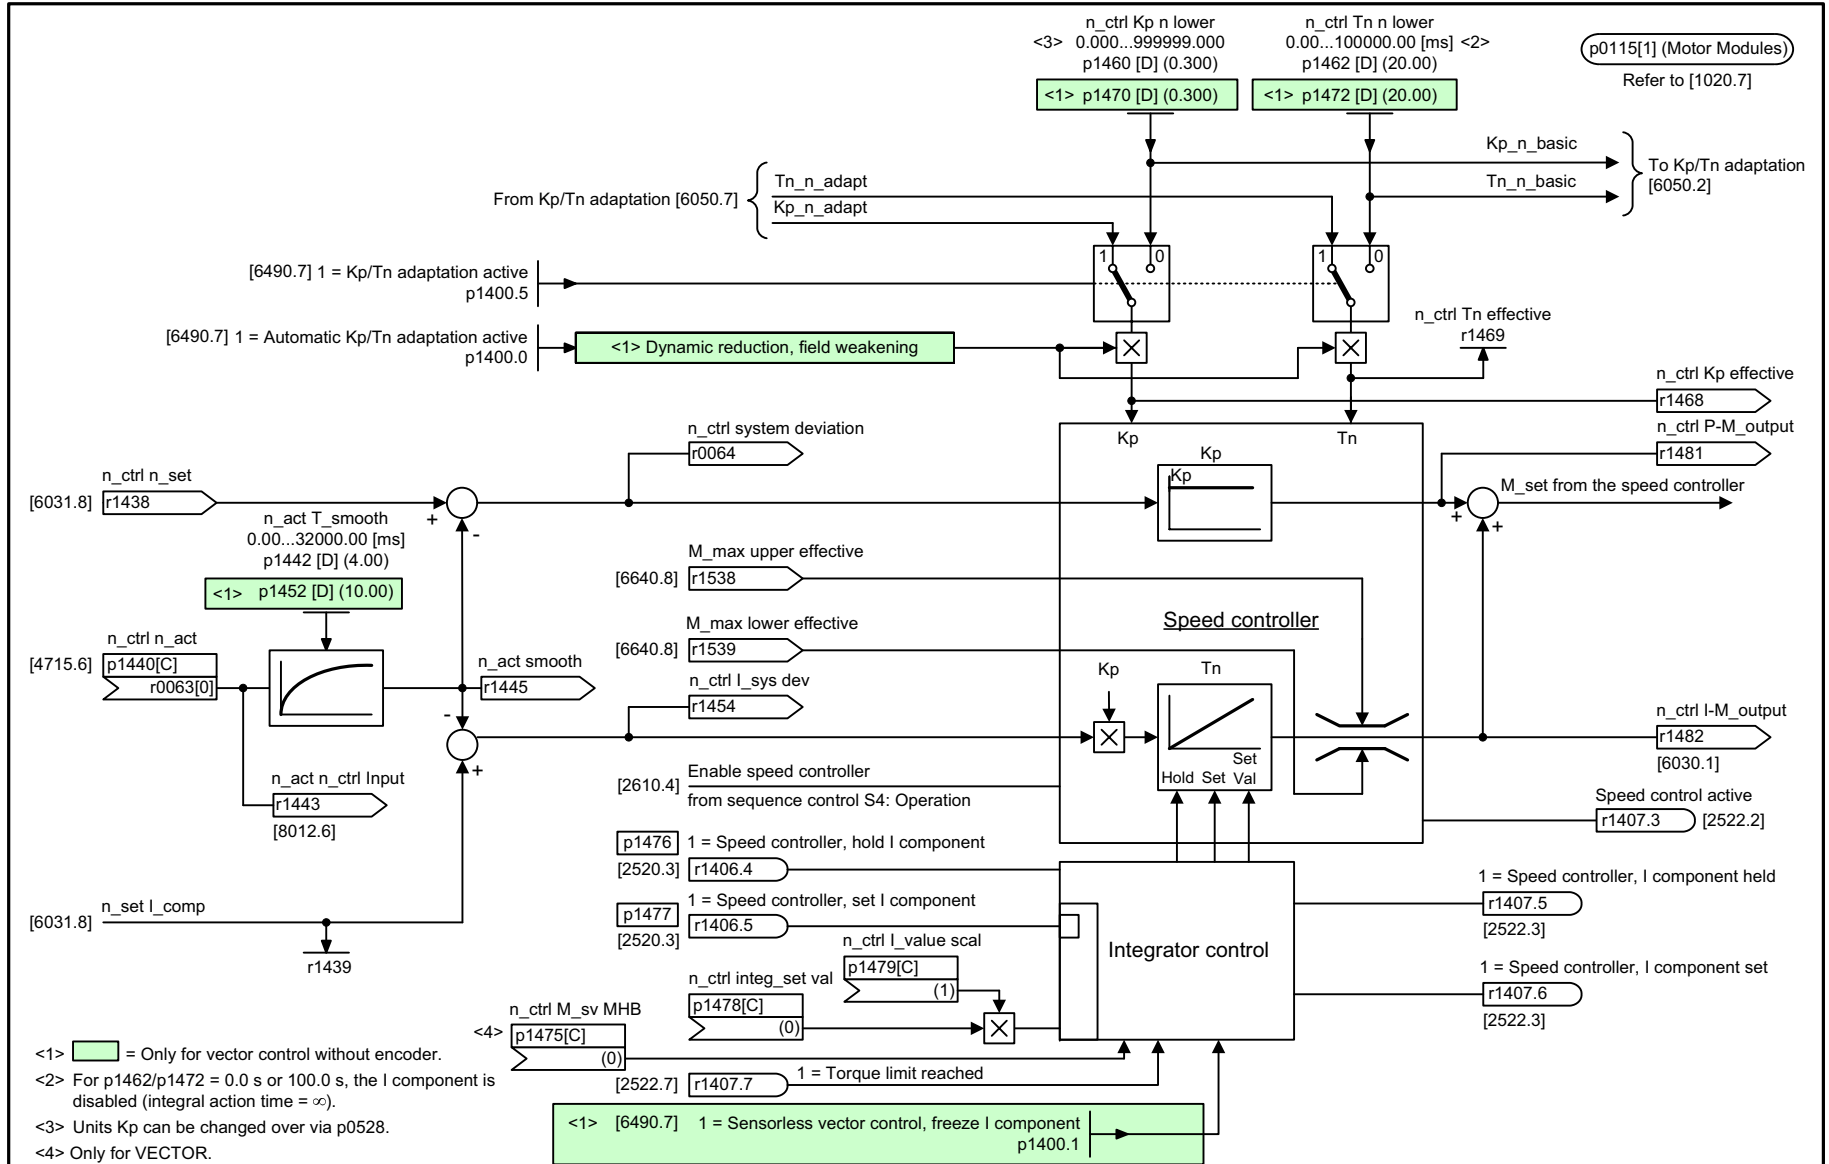 n_ctrl Kp n lower
<3> 0.000...999999.000
p1460 [D] (0.300)
<1> p1470 [D] (0.300)
n_ctrl Tn n lower
0.00...100000.00 [ms] <2>
p1462 [D] (20.00)
<1> p1472 [D] (20.00)
p0115[1] (Motor Modules)
Refer to [1020.7]
Kp_n_basic
Tn_n_basic
To Kp/Tn adaptation
[6050.2]
From Kp/Tn adaptation [6050.7]
Tn_n_adapt
Kp_n_adapt
1 0
1 0
[6490.7] 1 = Kp/Tn adaptation active
p1400.5
[6490.7] 1 = Automatic Kp/Tn adaptation active
p1400.0
<1> Dynamic reduction, field weakening
n_ctrl Tn effective
r1469
n_ctrl Kp effective
r1468
n_ctrl P-M_output
r1481
n_ctrl system deviation
r0064
Kp
Tn
Kp
Kp
n_ctrl n_set
[6031.8] r1438
+
-
+
+
M_set from the speed controller
n_act T_smooth
0.00...32000.00 [ms]
p1442 [D] (4.00)
<1> p1452 [D] (10.00)
M_max upper effective
[6640.8] r1538
M_max lower effective
[6640.8] r1539
Speed controller
n_ctrl n_act
[4715.6] p1440[C]
r0063[0]
n_act smooth
r1445
n_ctrl I_sys dev
r1454
Kp
Tn
-
+
n_ctrl I-M_output
r1482
[6030.1]
n_act n_ctrl Input
r1443
[8012.6]
[2610.4] Enable speed controller
from sequence control S4: Operation
Hold Set Set
Val
Speed control active
r1407.3 [2522.2]
p1476 1 = Speed controller, hold I component
[2520.3] r1406.4
p1477 1 = Speed controller, set I component
[2520.3] r1406.5
Integrator control
1 = Speed controller, I component held
r1407.5
[2522.3]
1 = Speed controller, I component set
r1407.6
[2522.3]
[6031.8] n_set I_comp
r1439
n_ctrl I_value scal
p1479[C]
(1)
n_ctrl integ_set val
p1478[C]
(0)
n_ctrl M_sv MHB
<4> p1475[C]
(0)
[2522.7] r1407.7 1 = Torque limit reached
<1> [6490.7] 1 = Sensorless vector control, freeze I component
p1400.1
<1> = Only for vector control without encoder.
<2> For p1462/p1472 = 0.0 s or 100.0 s, the I component is
disabled (integral action time = ∞).
<3> Units Kp can be changed over via p0528.
<4> Only for VECTOR.